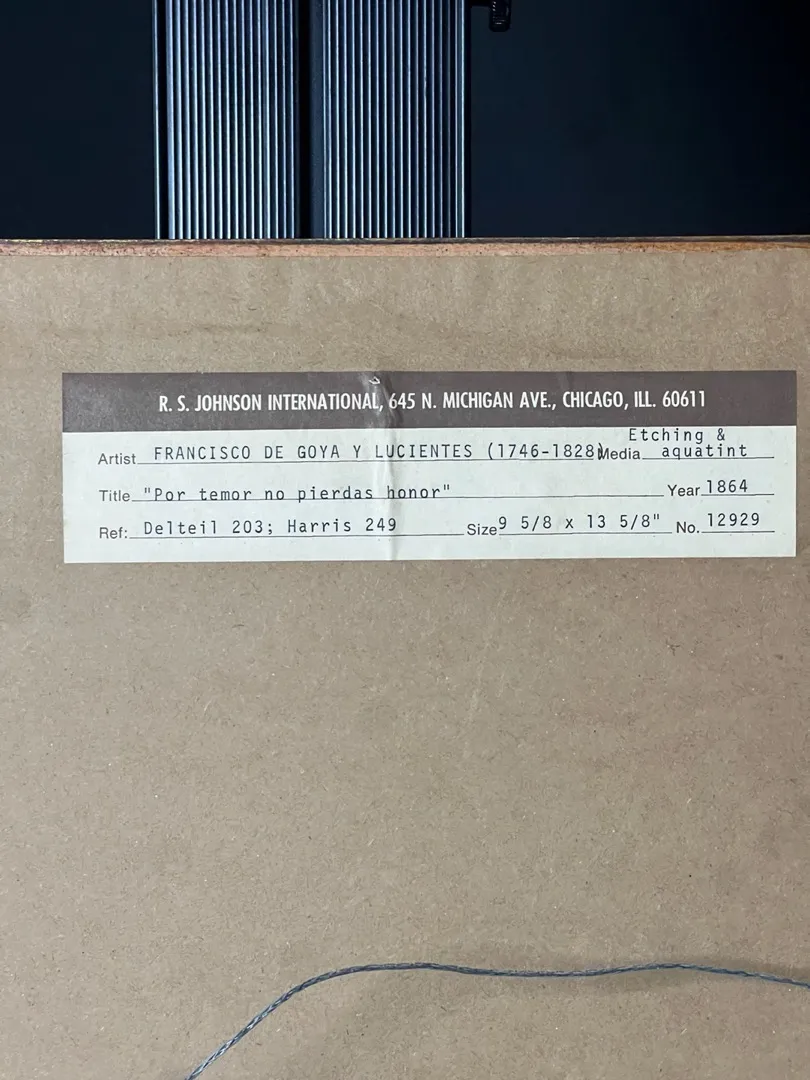 R. S. JOHNSON INTERNATIONAL, 645 N. MICHIGAN AVE., CHICAGO, ILL. 60611
Artist FRANCISCO DE GOYA Y LUCIENTES (1746-1828) Media Etching & aquatint
Title "Por temor no pierdas honor" Year 1864
Ref: Delteil 203; Harris 249 Size 9 5/8 x 13 5/8" No. 12929